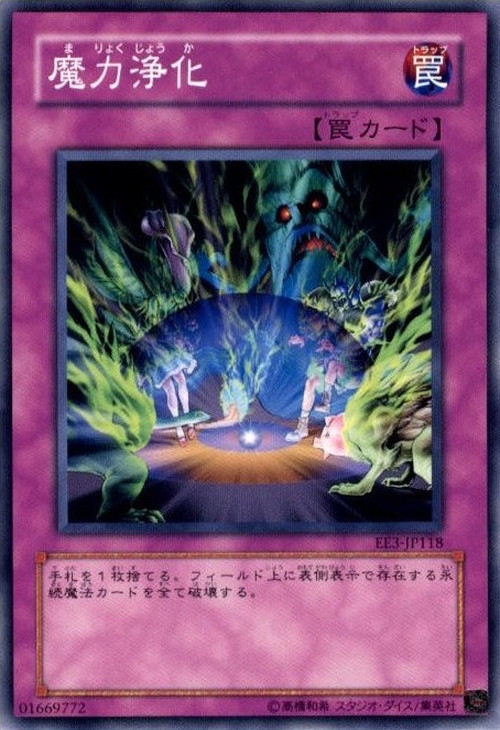 魔力浄化
罠
【罠カード】
EE3-JP118
手札を1枚捨てる。フィールド上に表側表示で存在する永
続魔法カードを全て破壊する。
01669772
©高橋和希 スタジオ・ダイス/集英社